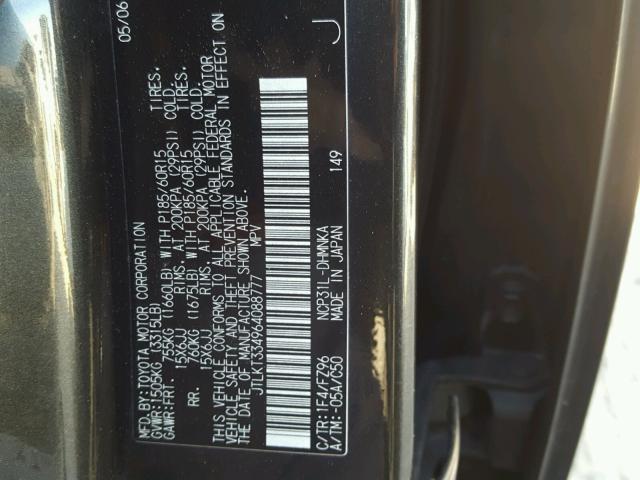 MFD.BY:TOYOTA MOTOR CORPORATION 05/06
GVWR:1505KG (3315LB)
GAWR:FRT. 755KG (1660LB) WITH P185/60R15 TIRES.
15X6JJ RIMS, AT 200KPA (29PSI) COLD.
RR. 760KG (1675LB) WITH P185/60R15 TIRES.
15X6JJ RIMS, AT 200KPA (29PSI) COLD.
THIS VEHICLE CONFORMS TO ALL APPLICABLE FEDERAL MOTOR
VEHICLE SAFETY AND THEFT PREVENTION STANDARDS IN EFFECT ON
THE DATE OF MANUFACTURE SHOWN ABOVE.
JTLKT334964088777 MPV
C/TR:1E4/FZ96 NCP31L-DHMNKA
A/TM:-05A/C50 MADE IN JAPAN 149 J